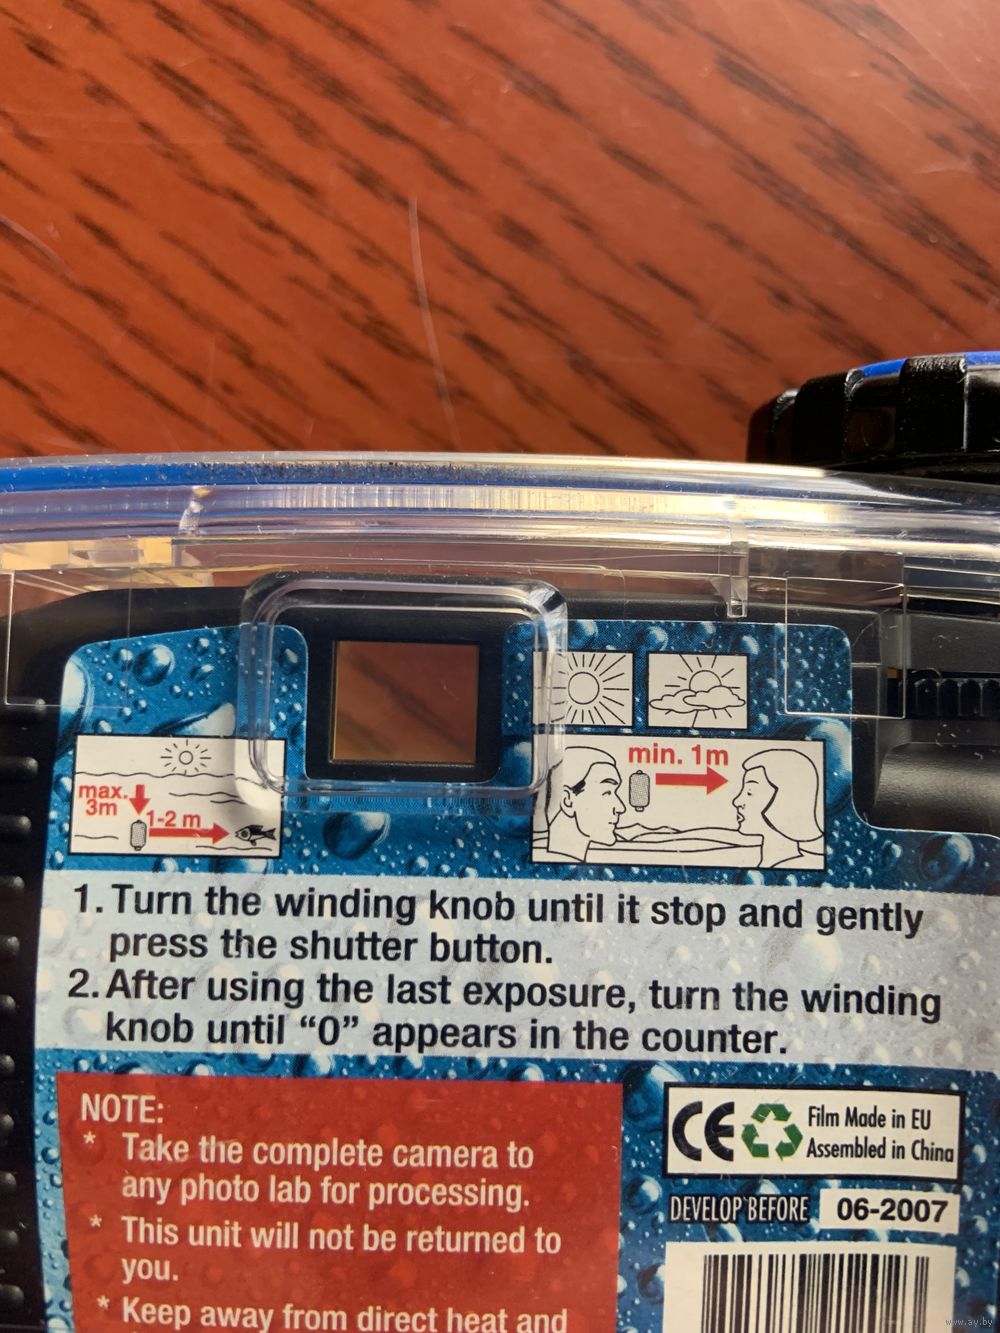 min. 1m
max.
3m
1-2 m
1. Turn the winding knob until it stop and gently
press the shutter button.
2. After using the last exposure, turn the winding
knob until “0” appears in the counter.
NOTE:
* Take the complete camera to
any photo lab for processing.
* This unit will not be returned to
you.
* Keep away from direct heat and
CE
Film Made in EU
Assembled in China
DEVELOP BEFORE 06-2007
www.ay.by